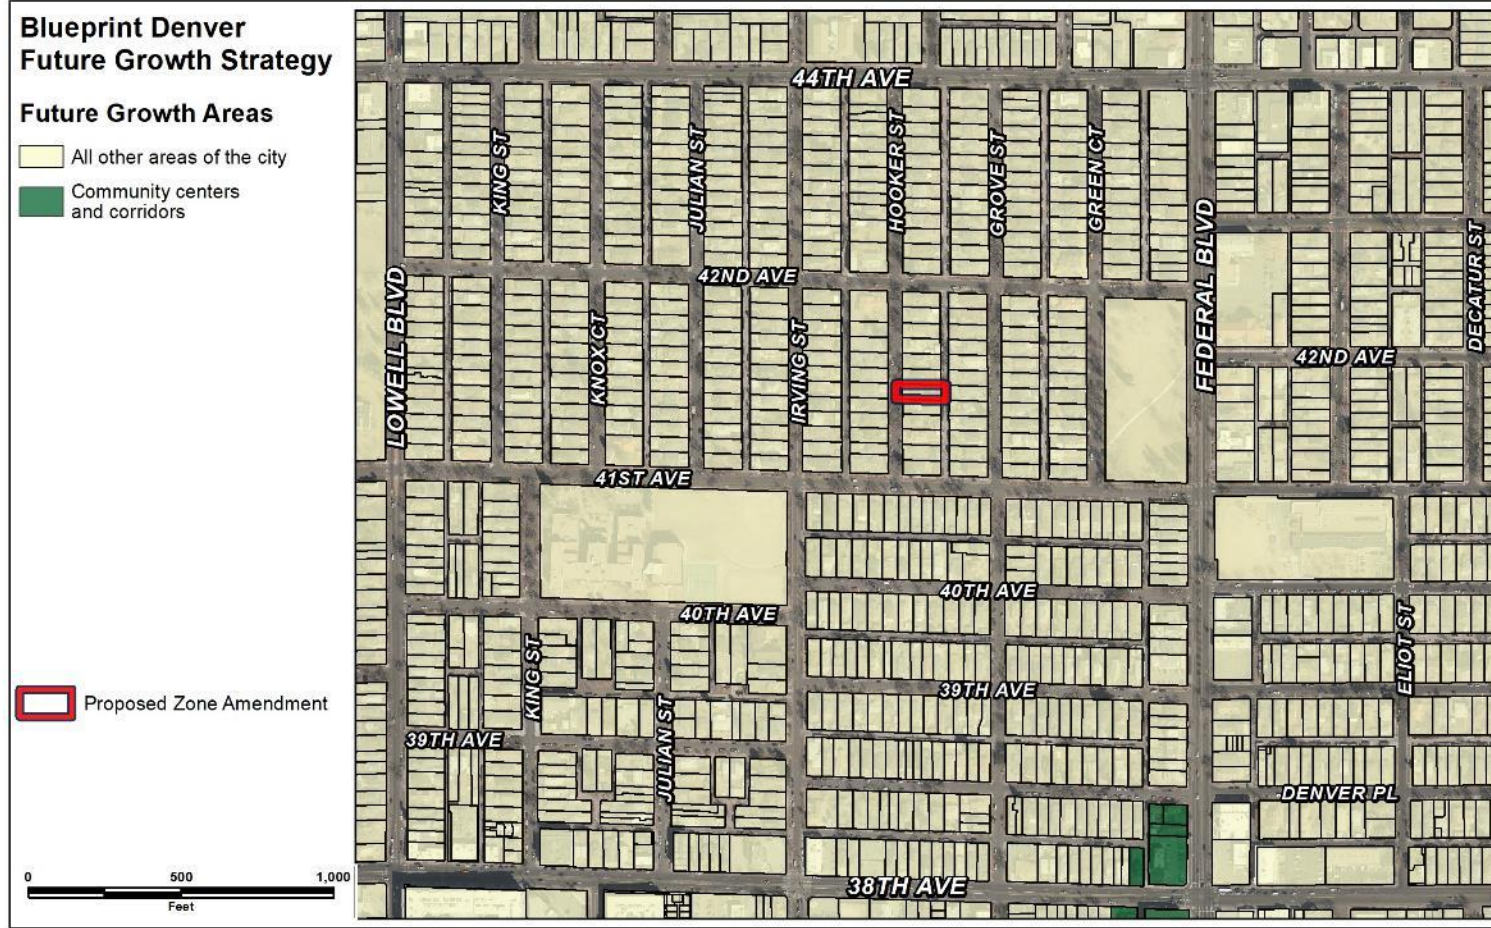 Blueprint Denver
Future Growth Strategy
Future Growth Areas
All other areas of the city
Community centers
and corridors
Proposed Zone Amendment
0 500 1,000
Feet
44TH AVE
KING ST
JULIAN ST
HOOKER ST
GROVE ST
GREEN CT
FEDERAL BLVD
DECATUR ST
42ND AVE
LOWELL BLVD
KNOX CT
IRVING ST
42ND AVE
41ST AVE
40TH AVE
40TH AVE
ELIOT ST
KING ST
39TH AVE
JULIAN ST
39TH AVE
DENVER PL
38TH AVE